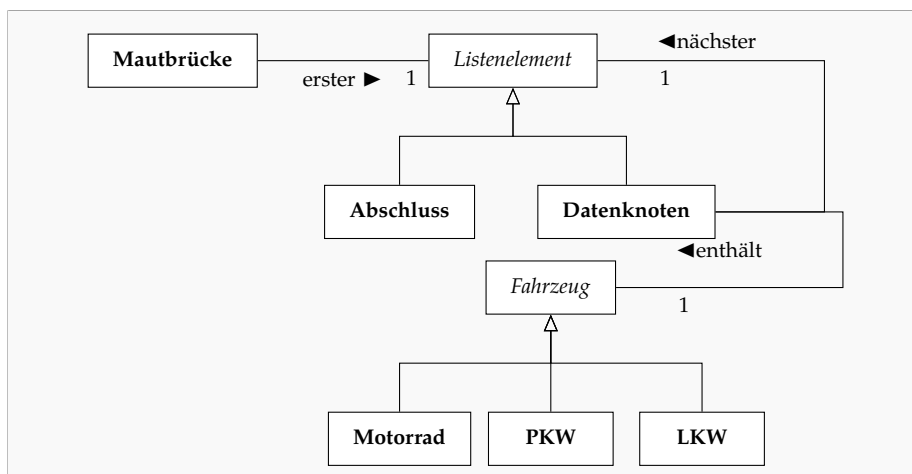 Mautbrücke
Listenelement
◄nächster
erster ►
1
1
Abschluss
Datenknoten
◄enthält
Fahrzeug
1
Motorrad
PKW
LKW